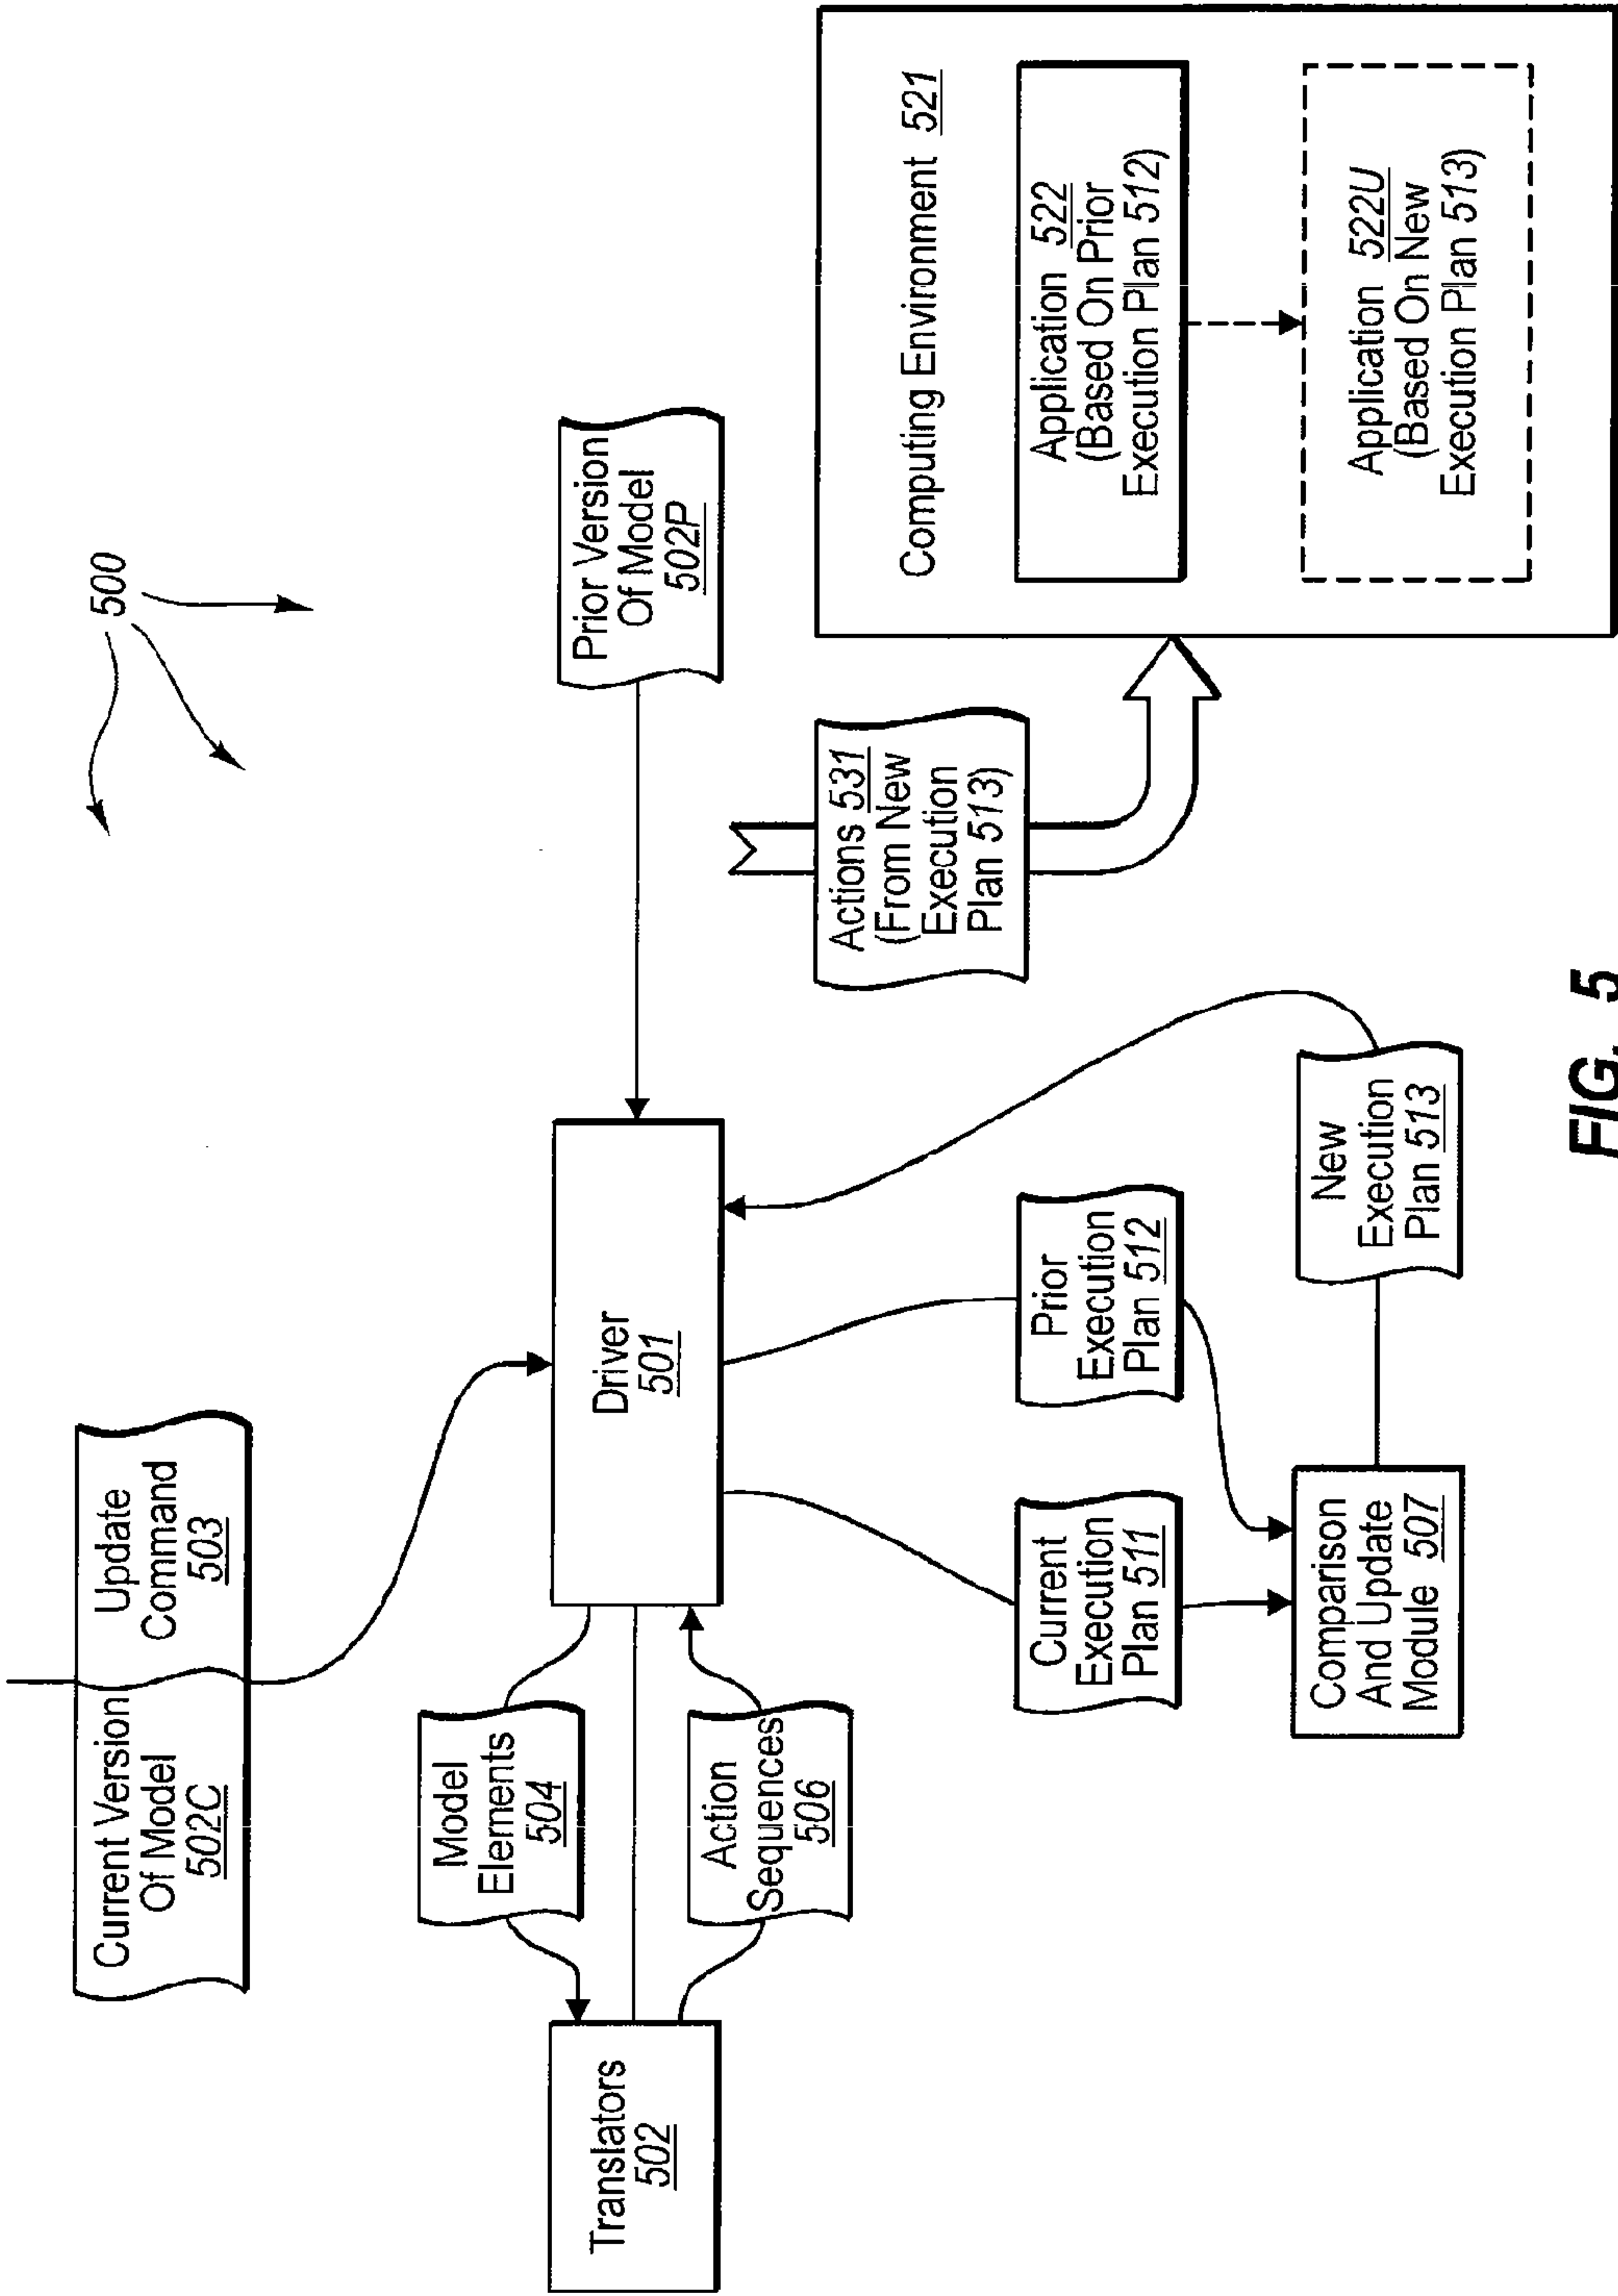 500
Current Version
Of Model
502C
Update
Command
503
Prior Version
Of Model
502P
Model
Elements
504
Translators
502
Driver
501
Action
Sequences
506
Actions 531
(From New
Execution
Plan 513)
Computing Environment 521
Application 522
(Based On Prior
Execution Plan 512)
Application 522U
(Based On New
Execution Plan 513)
Current
Execution
Plan 511
Prior
Execution
Plan 512
Comparison
And Update
Module 507
New
Execution
Plan 513
FIG. 5